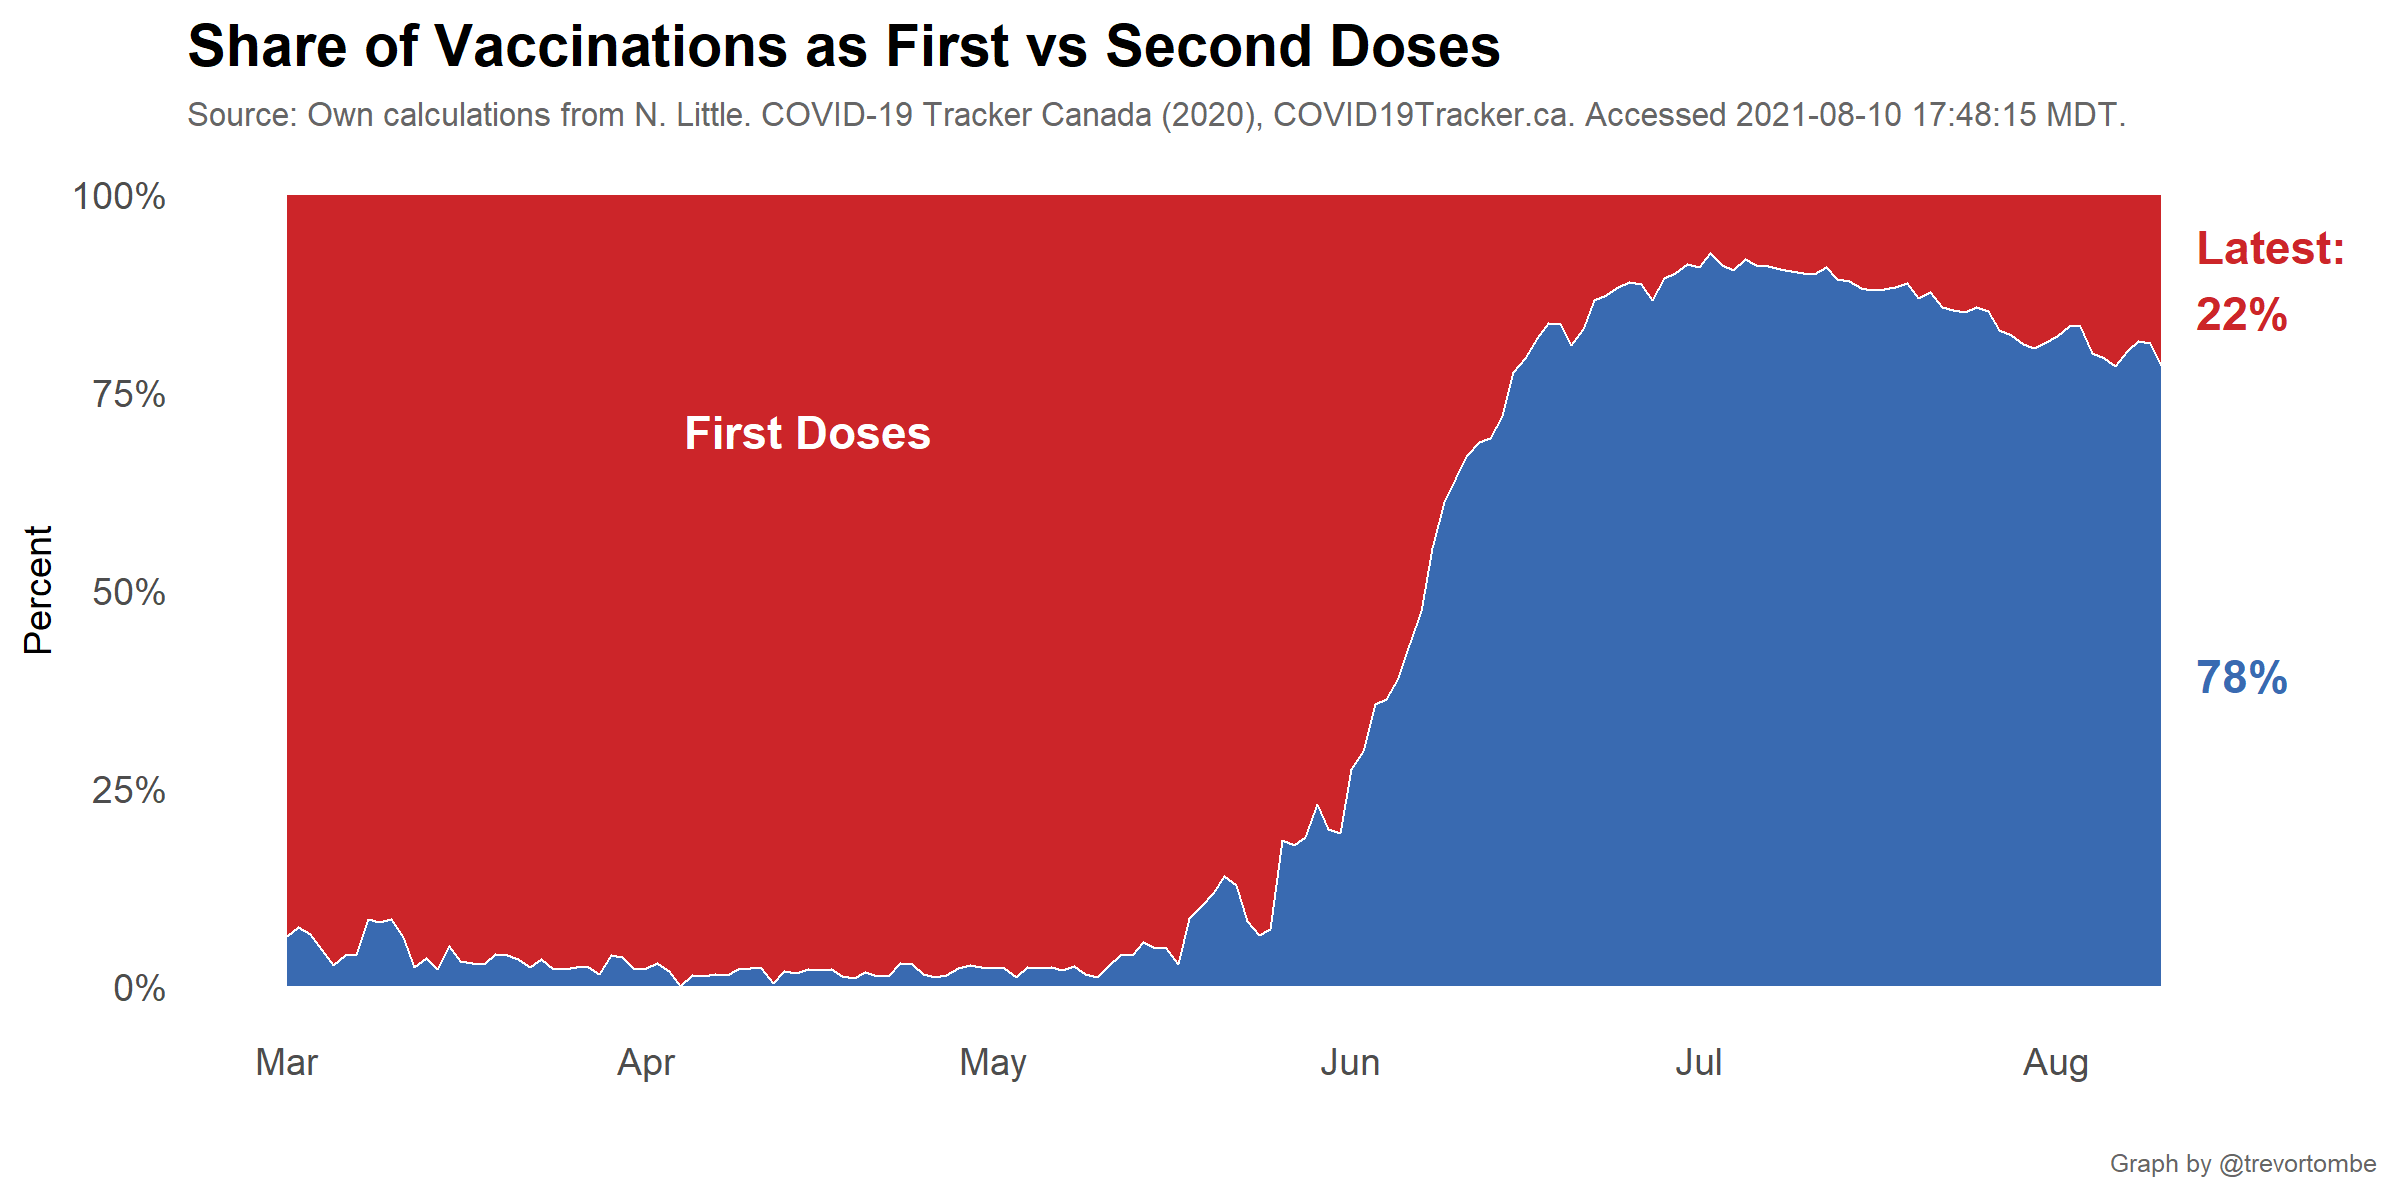 Share of Vaccinations as First vs Second Doses
Source: Own calculations from N. Little. COVID-19 Tracker Canada (2020), COVID19Tracker.ca. Accessed 2021-08-10 17:48:15 MDT.
100%
75%
50%
25%
0%
Percent
First Doses
Latest:
22%
78%
Mar Apr May Jun Jul Aug
Graph by @trevortombe